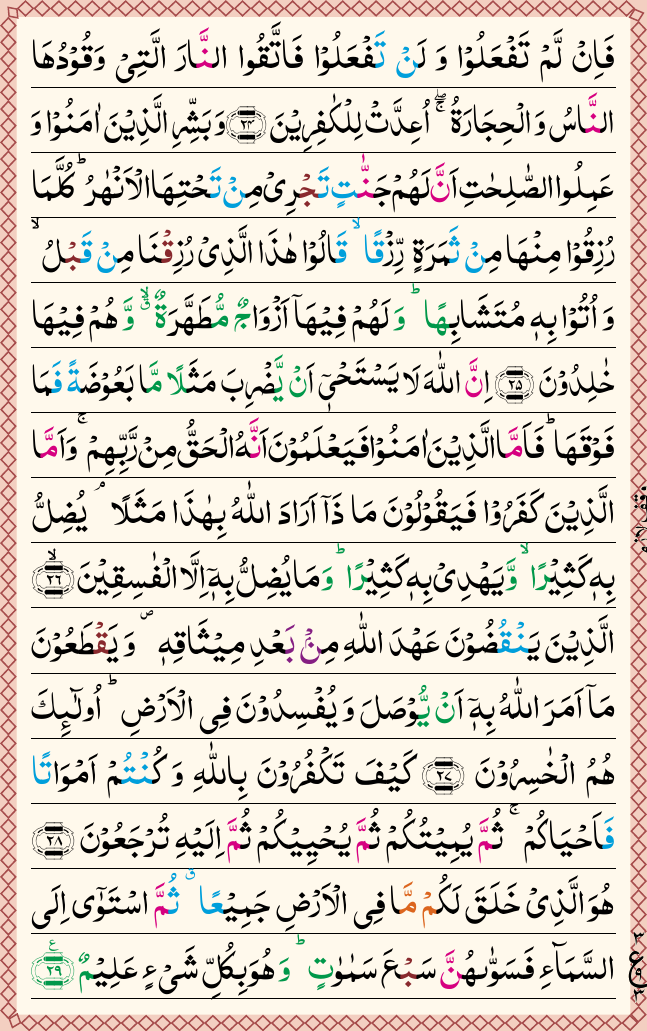 فَاِنۡ لَّمۡ تَفۡعَلُوۡا وَ لَنۡ تَفۡعَلُوۡا فَاتَّقُوا النَّارَ الَّتِىۡ وَقُوۡدُهَا
النَّاسُ وَ الۡحِجَارَةُ ۖۚ اُعِدَّتۡ لِلۡكٰفِرِيۡنَ ﴿۲۴﴾ وَ بَشِّرِ الَّذِيۡنَ اٰمَنُوۡا وَ
عَمِلُوا الصّٰلِحٰتِ اَنَّ لَهُمۡ جَنّٰتٍ تَجۡرِىۡ مِنۡ تَحۡتِهَا الۡاَنۡهٰرُ ؕ كُلَّمَا
رُزِقُوۡا مِنۡهَا مِنۡ ثَمَرَةٍ رِّزۡقًا ۙ قَالُوۡا هٰذَا الَّذِىۡ رُزِقۡنَا مِنۡ قَبۡلُ ۙ
وَ اُتُوۡا بِهٖ مُتَشَابِهًا ؕ وَ لَهُمۡ فِيۡهَآ اَزۡوَاجٌ مُّطَهَّرَةٌ ۙۗ وَّ هُمۡ فِيۡهَا
خٰلِدُوۡنَ ﴿۲۵﴾ اِنَّ اللّٰهَ لَا يَسۡتَحۡىٖۤ اَنۡ يَّضۡرِبَ مَثَلًا مَّا بَعُوۡضَةً فَمَا
فَوۡقَهَا ؕ فَاَمَّا الَّذِيۡنَ اٰمَنُوۡا فَيَعۡلَمُوۡنَ اَنَّهُ الۡحَقُّ مِنۡ رَّبِّهِمۡ ۚ وَ اَمَّا
الَّذِيۡنَ كَفَرُوۡا فَيَقُوۡلُوۡنَ مَا ذَآ اَرَادَ اللّٰهُ بِهٰذَا مَثَلًا ۘ يُضِلُّ
بِهٖ كَثِيۡرًا ۙ وَّ يَهۡدِىۡ بِهٖ كَثِيۡرًا ؕ وَ مَا يُضِلُّ بِهٖۤ اِلَّا الۡفٰسِقِيۡنَ ۙ ﴿۲۶﴾
الَّذِيۡنَ يَنۡقُضُوۡنَ عَهۡدَ اللّٰهِ مِنۡۢ بَعۡدِ مِيۡثَاقِهٖ ۖ وَ يَقۡطَعُوۡنَ
مَآ اَمَرَ اللّٰهُ بِهٖۤ اَنۡ يُّوۡصَلَ وَ يُفۡسِدُوۡنَ فِى الۡاَرۡضِ ؕ اُولٰٓئِكَ
هُمُ الۡخٰسِرُوۡنَ ﴿۲۷﴾ كَيۡفَ تَكۡفُرُوۡنَ بِاللّٰهِ وَ كُنۡتُمۡ اَمۡوَاتًا
فَاَحۡيَاكُمۡ ۚ ثُمَّ يُمِيۡتُكُمۡ ثُمَّ يُحۡيِيۡكُمۡ ثُمَّ اِلَيۡهِ تُرۡجَعُوۡنَ ﴿۲۸﴾
هُوَ الَّذِىۡ خَلَقَ لَكُمۡ مَّا فِى الۡاَرۡضِ جَمِيۡعًا ۗ ثُمَّ اسۡتَوٰٓى اِلَى
السَّمَآءِ فَسَوّٰٮهُنَّ سَبۡعَ سَمٰوٰتٍ ؕ وَ هُوَ بِكُلِّ شَىۡءٍ عَلِيۡمٌ ﴿۲۹﴾